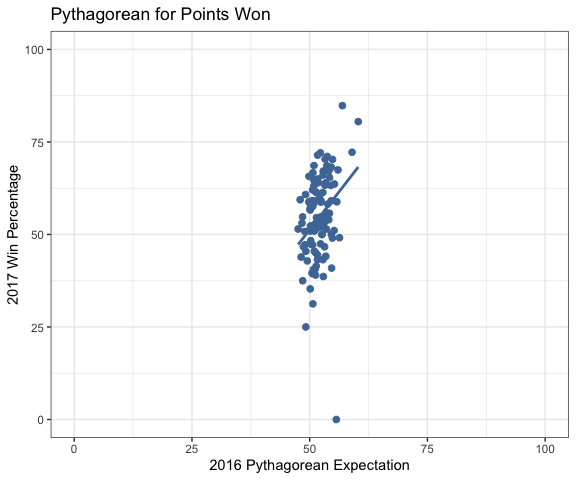 Pythagorean for Points Won
100
75
50
25
0
2017 Win Percentage
0 25 50 75 100
2016 Pythagorean Expectation